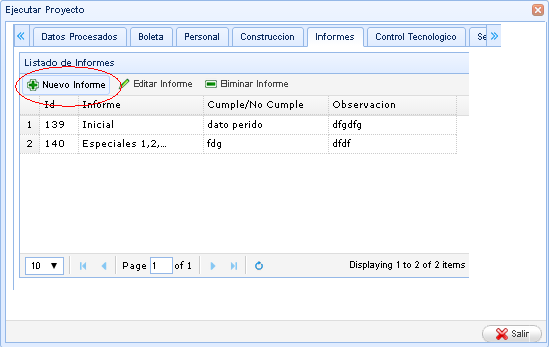 Ejecutar Proyecto
Datos Procesados Boleta Personal Construccion Informes Control Tecnologico Se
Listado de Informes
Nuevo Informe Editar Informe Eliminar Informe
Id Informe Cumple/No Cumple Observacion
1 139 Inicial dato perido dfgdfg
2 140 Especiales 1,2,... fdg dfdf
10 Page 1 of 1 Displaying 1 to 2 of 2 items
Salir